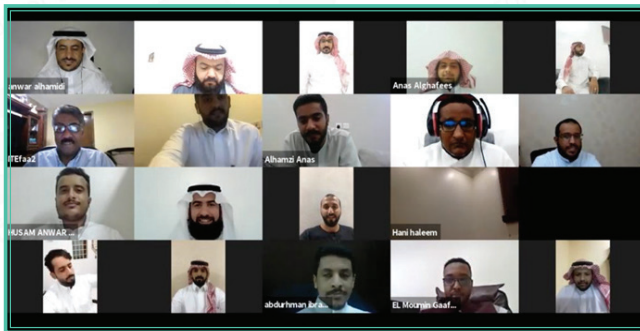 anwar alhamidi
Anas Alghafees
ITEfaa2
Alhamzi Anas
HUSAM ANWAR ...
Hani haleem
abdurhman ibra...
EL Moumin Gaaf...